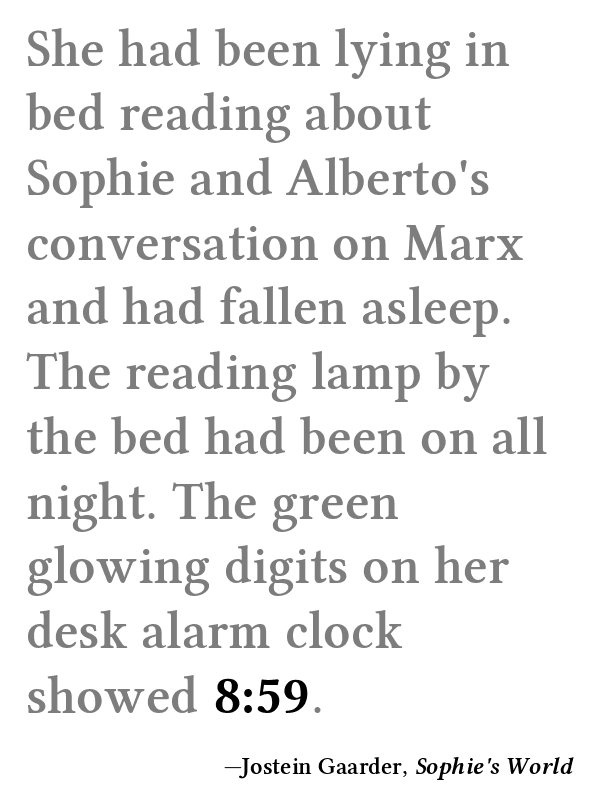 She had been lying in
bed reading about
Sophie and Alberto's
conversation on Marx
and had fallen asleep.
The reading lamp by
the bed had been on all
night. The green
glowing digits on her
desk alarm clock
showed 8:59.
—Jostein Gaarder, Sophie's World